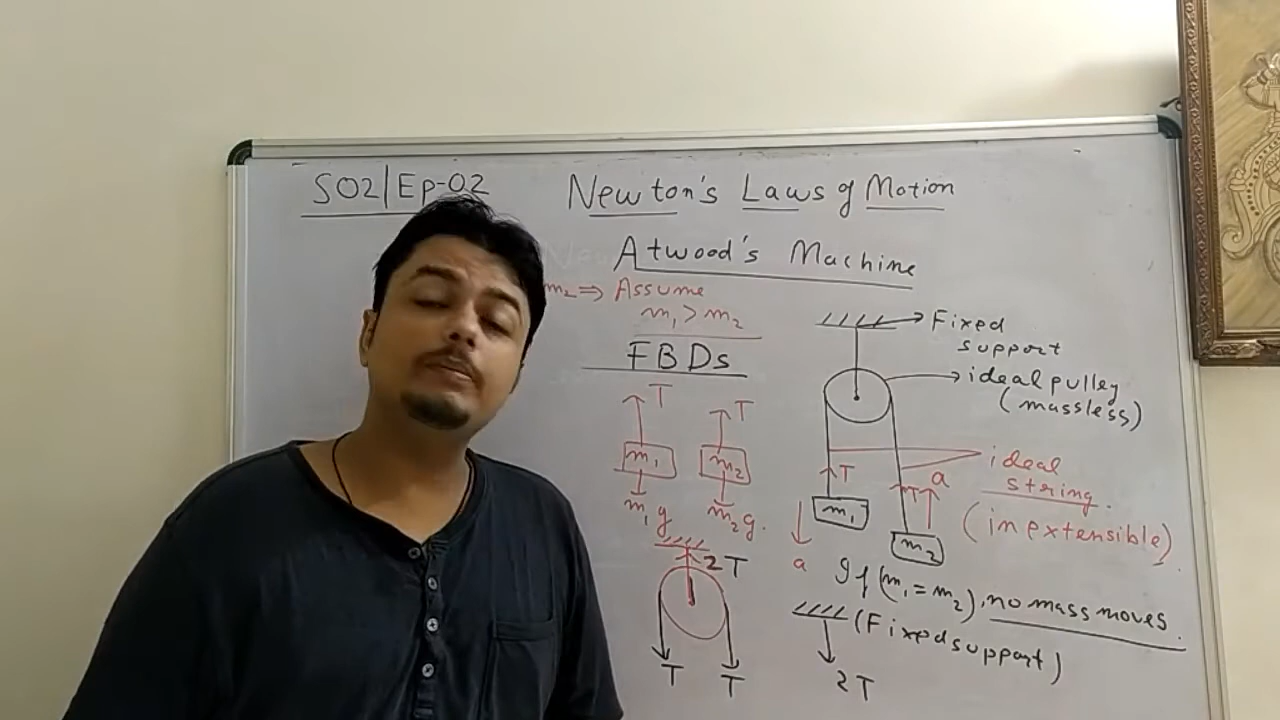 S02|Ep-02
Newton's Laws of Motion
Atwood's Machine
m₂ ⇒ Assume
m₁ > m₂
FBDs
T
T
m₁
m₂
m₁g
m₂g.
2T
T
T
Fixed
support
ideal pulley
(massless)
ideal
string.
(inextensible)
T
T
a
m₁
m₂
a
If (m₁ = m₂), no mass moves.
(Fixed support)
2T